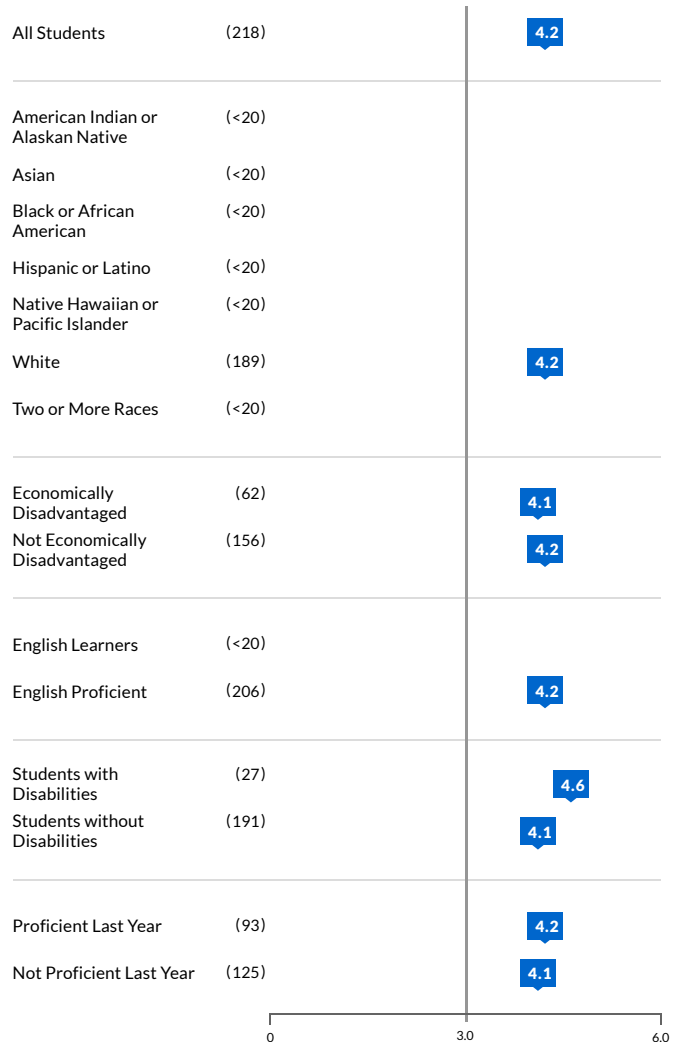 All Students (218) 4.2
American Indian or (<20)
Alaskan Native
Asian (<20)
Black or African (<20)
American
Hispanic or Latino (<20)
Native Hawaiian or (<20)
Pacific Islander
White (189) 4.2
Two or More Races (<20)
Economically (62) 4.1
Disadvantaged
Not Economically (156) 4.2
Disadvantaged
English Learners (<20)
English Proficient (206) 4.2
Students with (27) 4.6
Disabilities
Students without (191) 4.1
Disabilities
Proficient Last Year (93) 4.2
Not Proficient Last Year (125) 4.1
0 3.0 6.0